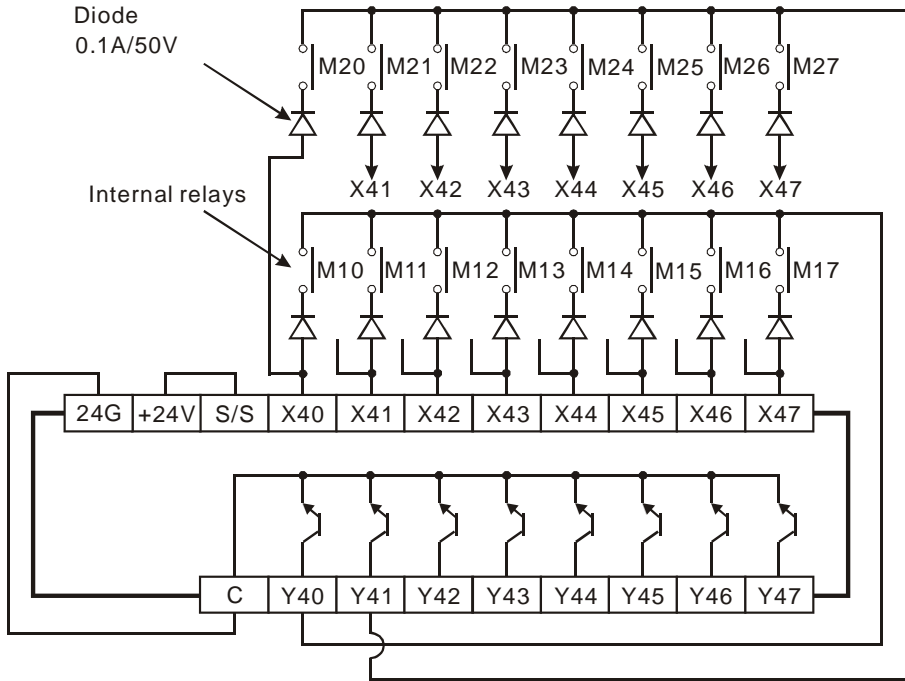 Diode
0.1A/50V
M20 M21 M22 M23 M24 M25 M26 M27
X41 X42 X43 X44 X45 X46 X47
Internal relays
M10 M11 M12 M13 M14 M15 M16 M17
24G +24V S/S X40 X41 X42 X43 X44 X45 X46 X47
C Y40 Y41 Y42 Y43 Y44 Y45 Y46 Y47